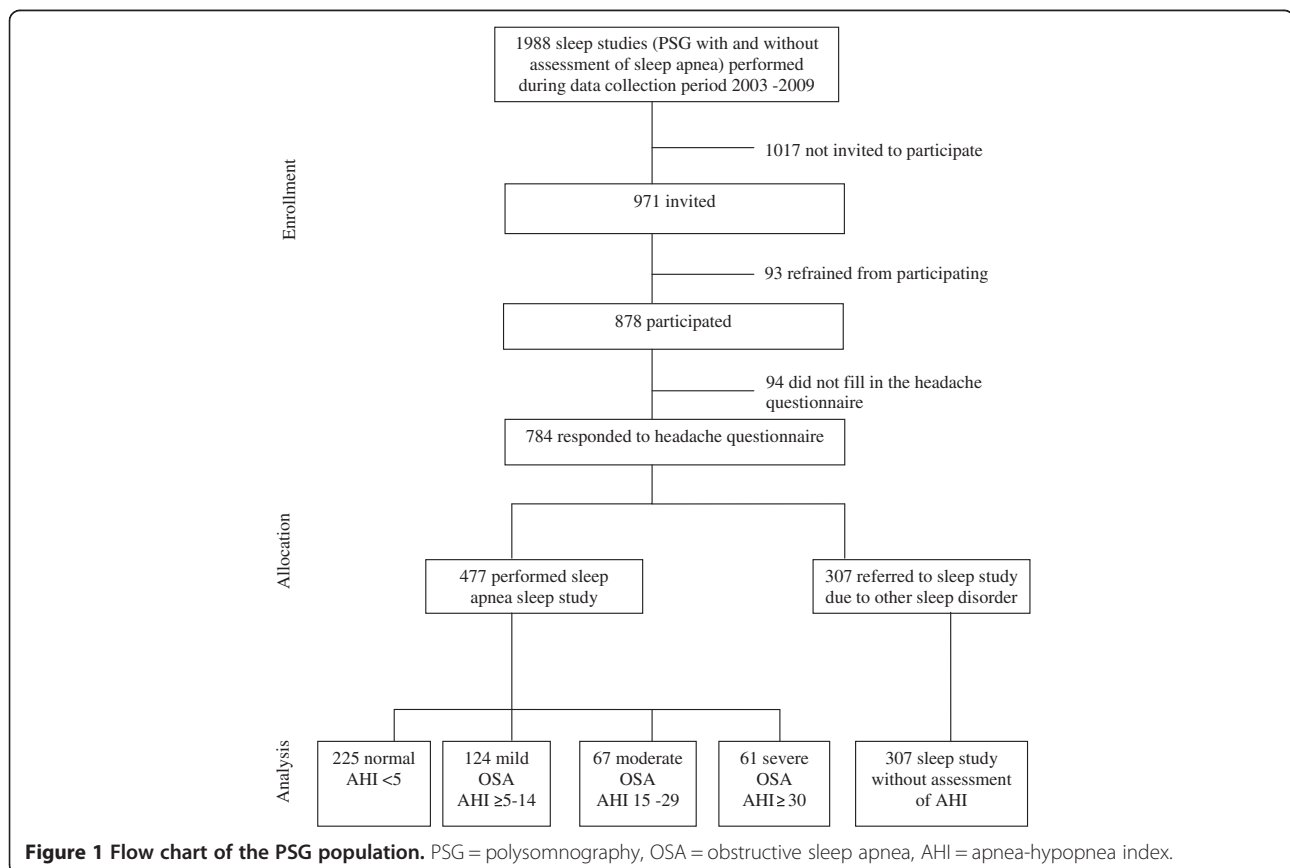 1988 sleep studies (PSG with and without
assessment of sleep apnea) performed
during data collection period 2003 -2009
1017 not invited to participate
Enrollment
971 invited
93 refrained from participating
878 participated
94 did not fill in the headache
questionnaire
784 responded to headache questionnaire
Allocation
477 performed sleep
apnea sleep study
307 referred to sleep study
due to other sleep disorder
Analysis
225 normal
AHI <5
124 mild
OSA
AHI ≥5-14
67 moderate
OSA
AHI 15 -29
61 severe
OSA
AHI ≥ 30
307 sleep study
without assessment
of AHI
Figure 1 Flow chart of the PSG population. PSG = polysomnography, OSA = obstructive sleep apnea, AHI = apnea-hypopnea index.